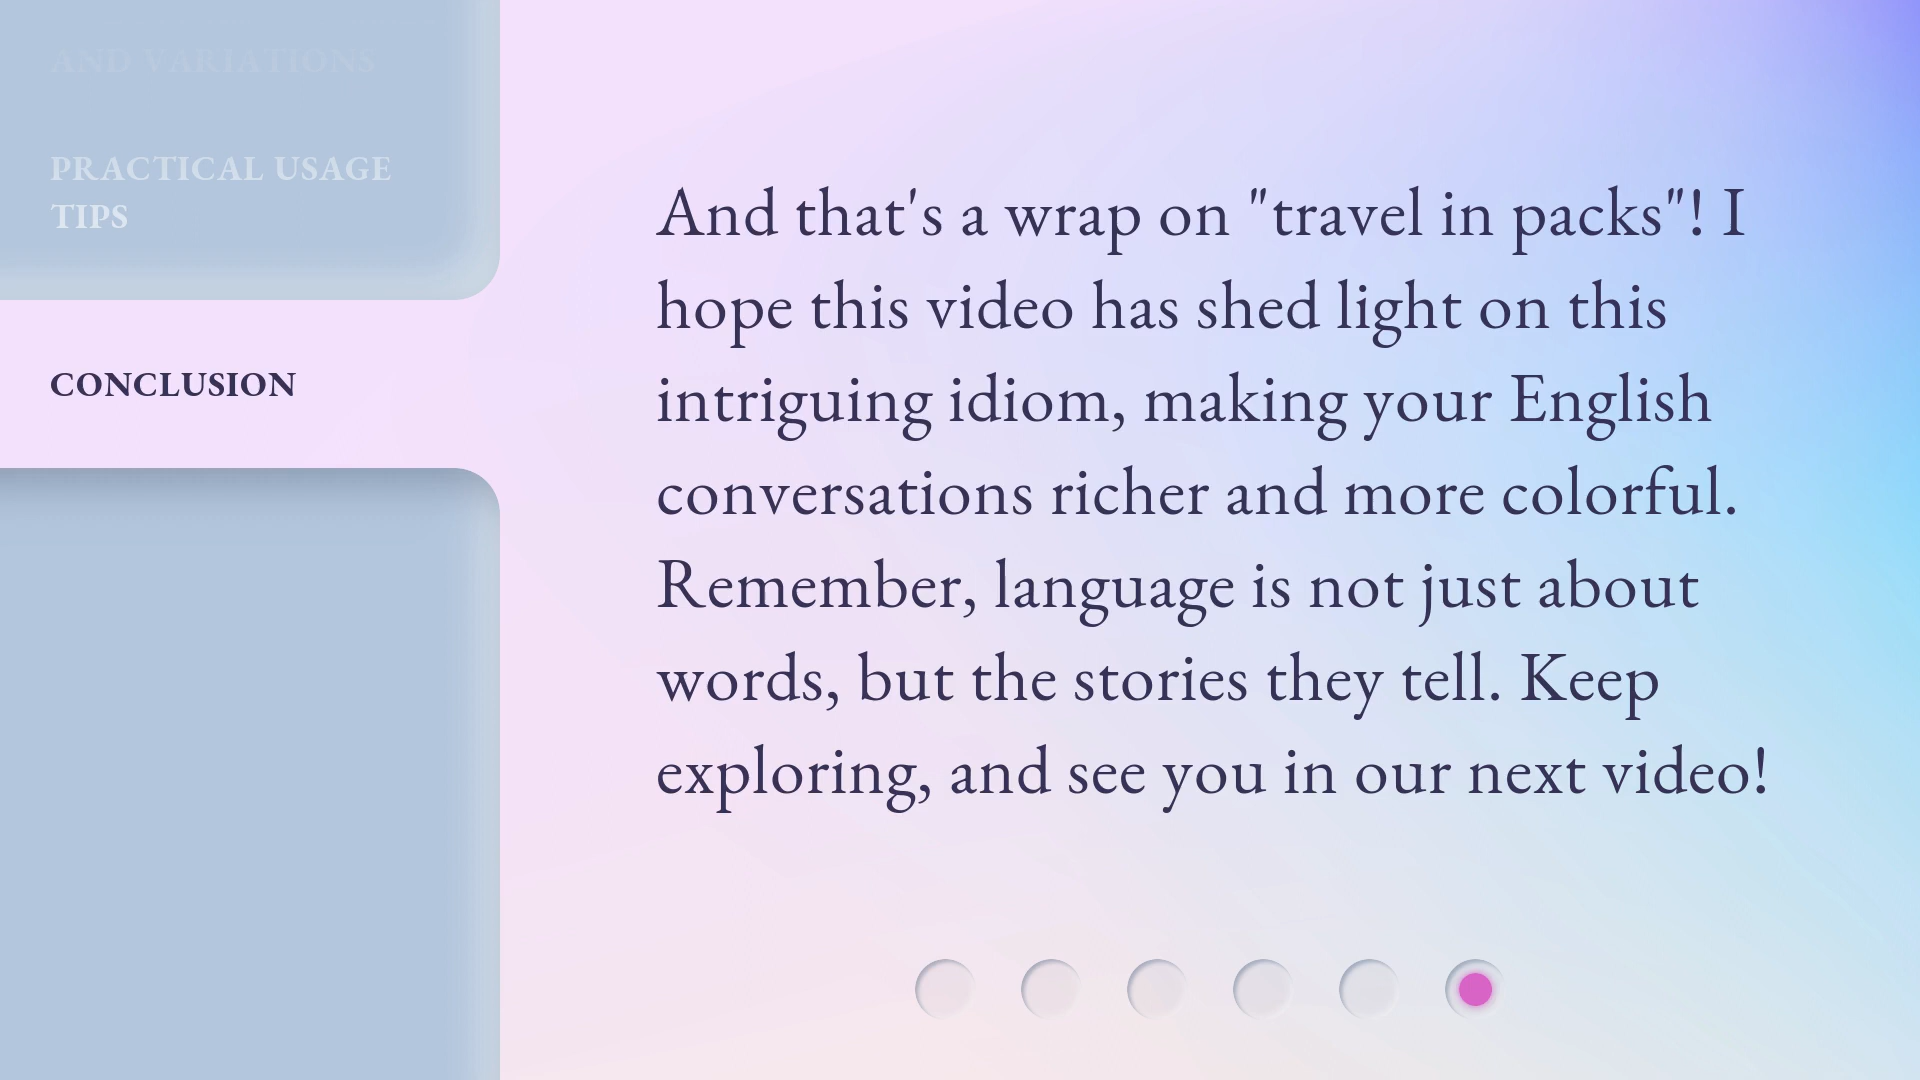 AND VARIATIONS
PRACTICAL USAGE
TIPS
CONCLUSION
And that's a wrap on "travel in packs"! I
hope this video has shed light on this
intriguing idiom, making your English
conversations richer and more colorful.
Remember, language is not just about
words, but the stories they tell. Keep
exploring, and see you in our next video!